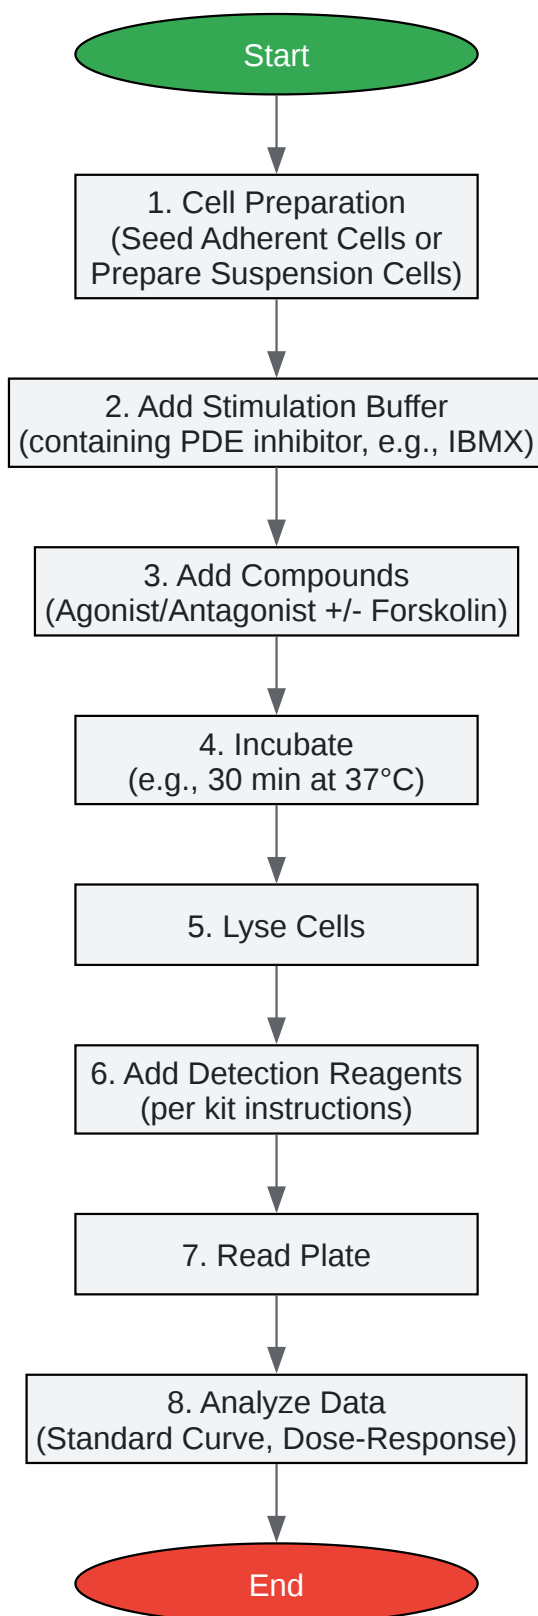 Start
1. Cell Preparation
(Seed Adherent Cells or
Prepare Suspension Cells)
2. Add Stimulation Buffer
(containing PDE inhibitor, e.g., IBMX)
3. Add Compounds
(Agonist/Antagonist +/- Forskolin)
4. Incubate
(e.g., 30 min at 37°C)
5. Lyse Cells
6. Add Detection Reagents
(per kit instructions)
7. Read Plate
8. Analyze Data
(Standard Curve, Dose-Response)
End